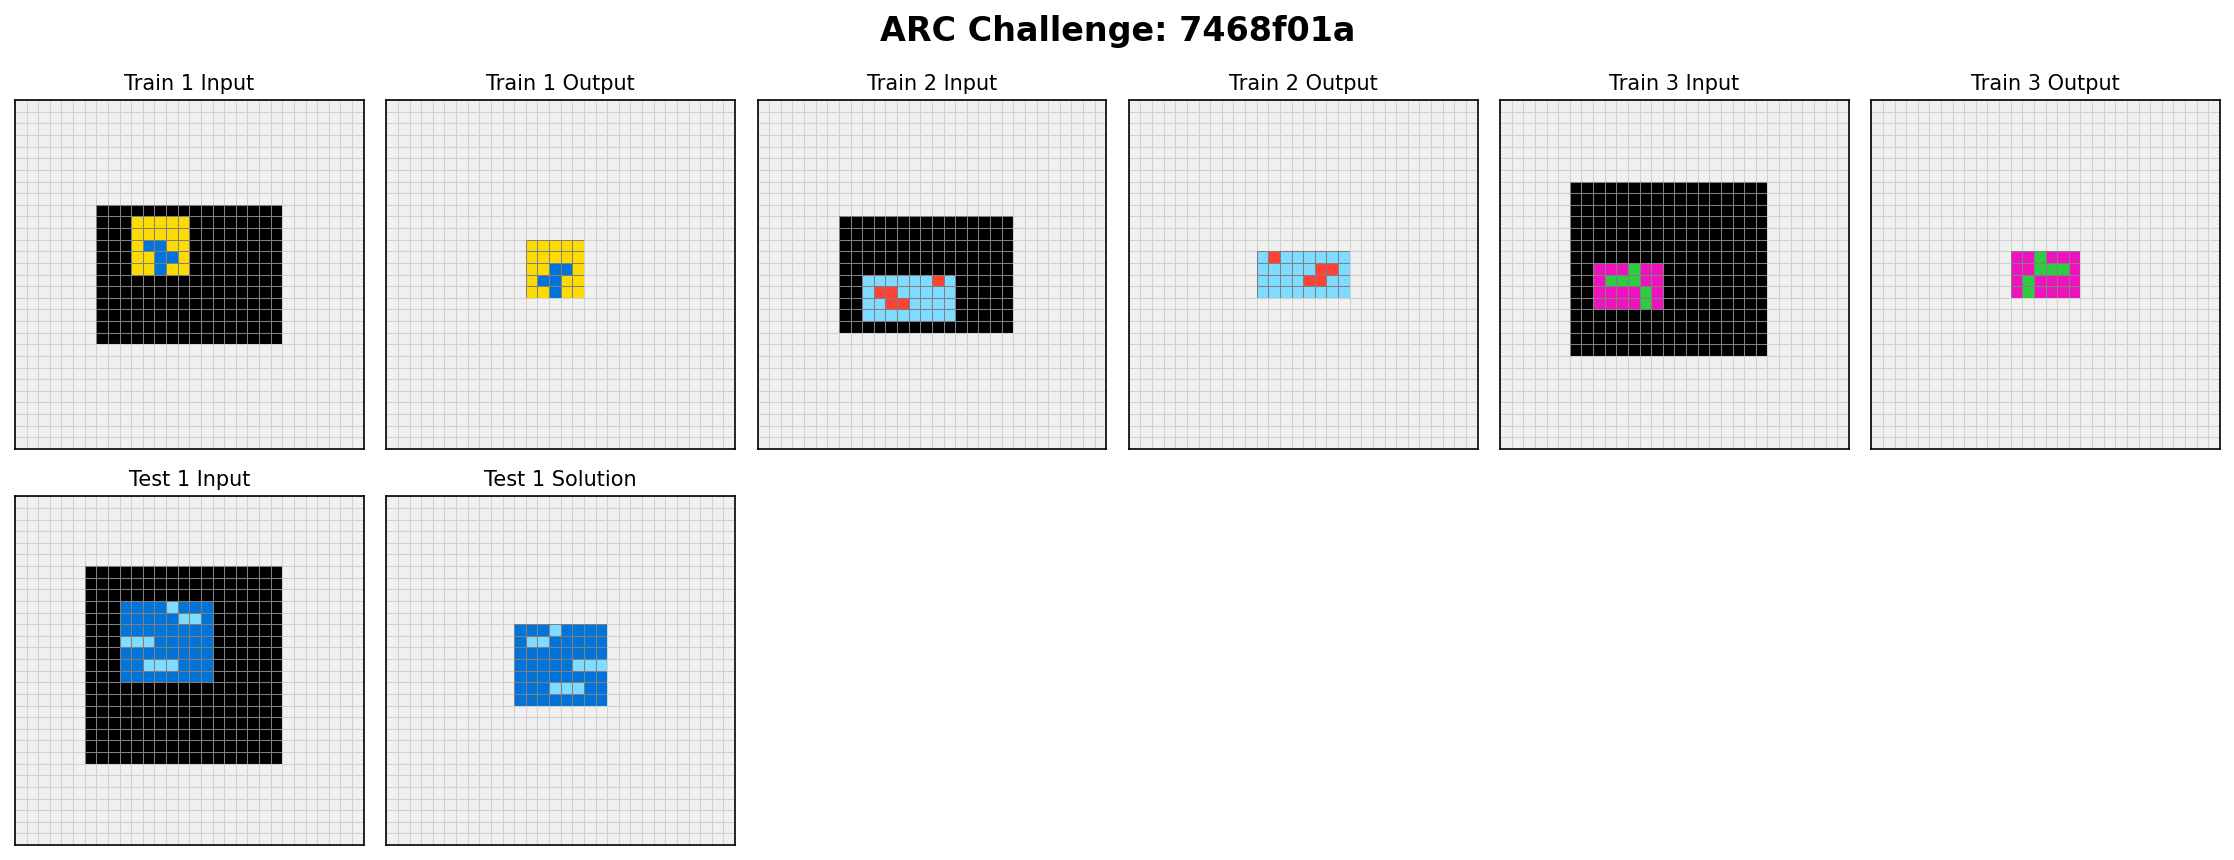 ARC Challenge: 7468f01a
Train 1 Input
Train 1 Output
Train 2 Input
Train 2 Output
Train 3 Input
Train 3 Output
Test 1 Input
Test 1 Solution